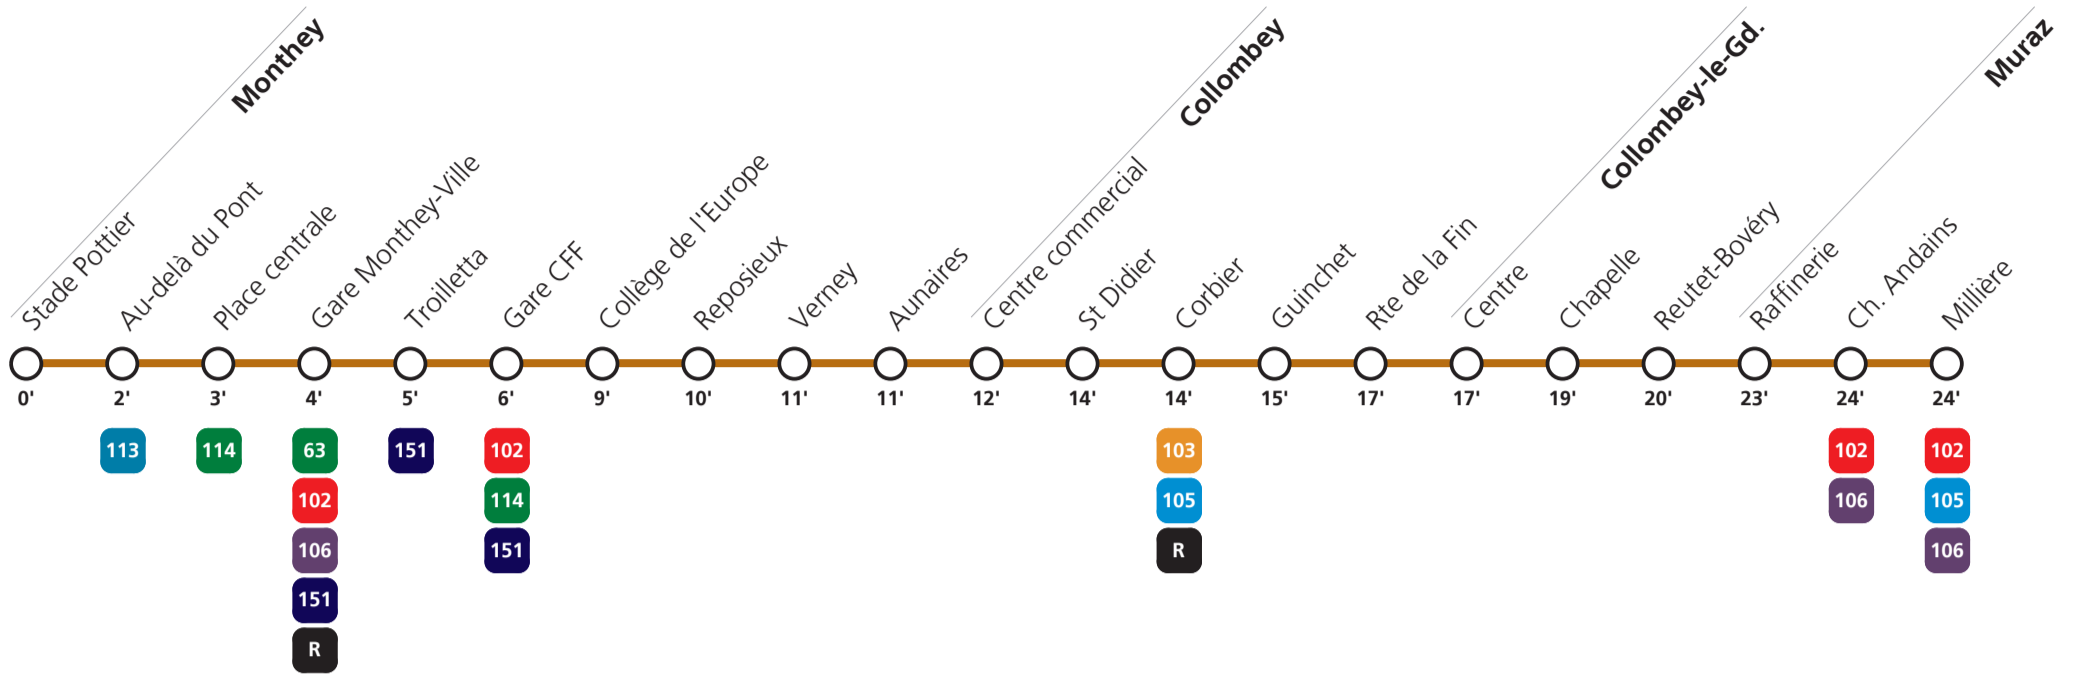 Monthey
Collombey
Collombey-le-Gd.
Muraz
Stade Pottier
Au-delà du Pont
Place centrale
Gare Monthey-Ville
Troilletta
Gare CFF
Collège de l'Europe
Reposieux
Verney
Aunaires
Centre commercial
St Didier
Corbier
Guinchet
Rte de la Fin
Centre
Chapelle
Reutet-Bovéry
Raffinerie
Ch. Andains
Millière
0' 2' 3' 4' 5' 6' 9' 10' 11' 11' 12' 14' 14' 15' 17' 17' 19' 20' 23' 24' 24'
113 114 63 151 102 103 102 102
102 114 105 106 105
106 151 R 106
151
R